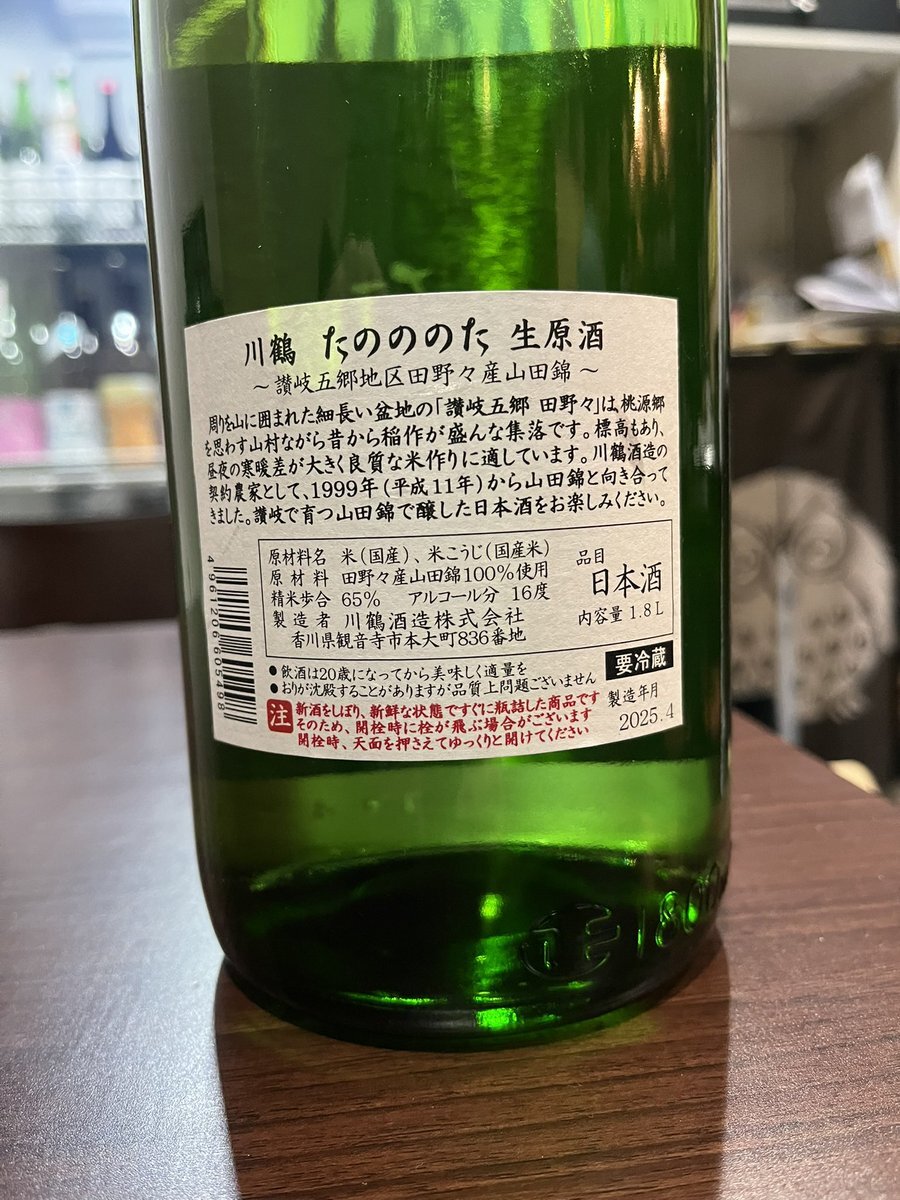 川鶴 たのののた 生原酒
～讃岐五郷地区田野々産山田錦～
周りを山に囲まれた細長い盆地の「讃岐五郷 田野々」は、桃源郷
を思わす山村ながら昔から稲作が盛んな集落です。標高もあり、
昼夜の寒暖差が大きく良質な米作りに適しています。川鶴酒造の
契約農家として、1999年(平成11年)から山田錦と向き合って
きました。讃岐で育つ山田錦で醸した日本酒をお楽しみください。
原材料名 米(国産)、米こうじ(国産米)
原材料 田野々産山田錦100%使用
精米歩合 65% アルコール分 16度
製造者 川鶴酒造株式会社
香川県観音寺市本大町836番地
品目
日本酒
内容量 1.8L
4961206605498
●飲酒は20歳になってから美味しく適量を
●おりが沈殿することがありますが品質上問題ございません
要冷蔵
製造年月
2025.4
注
新酒をしぼり、新鮮な状態ですぐに瓶詰した商品です
そのため、開栓時に栓が飛ぶ場合がございます
開栓時、天面を押さえてゆっくりと開けてください
正 1800